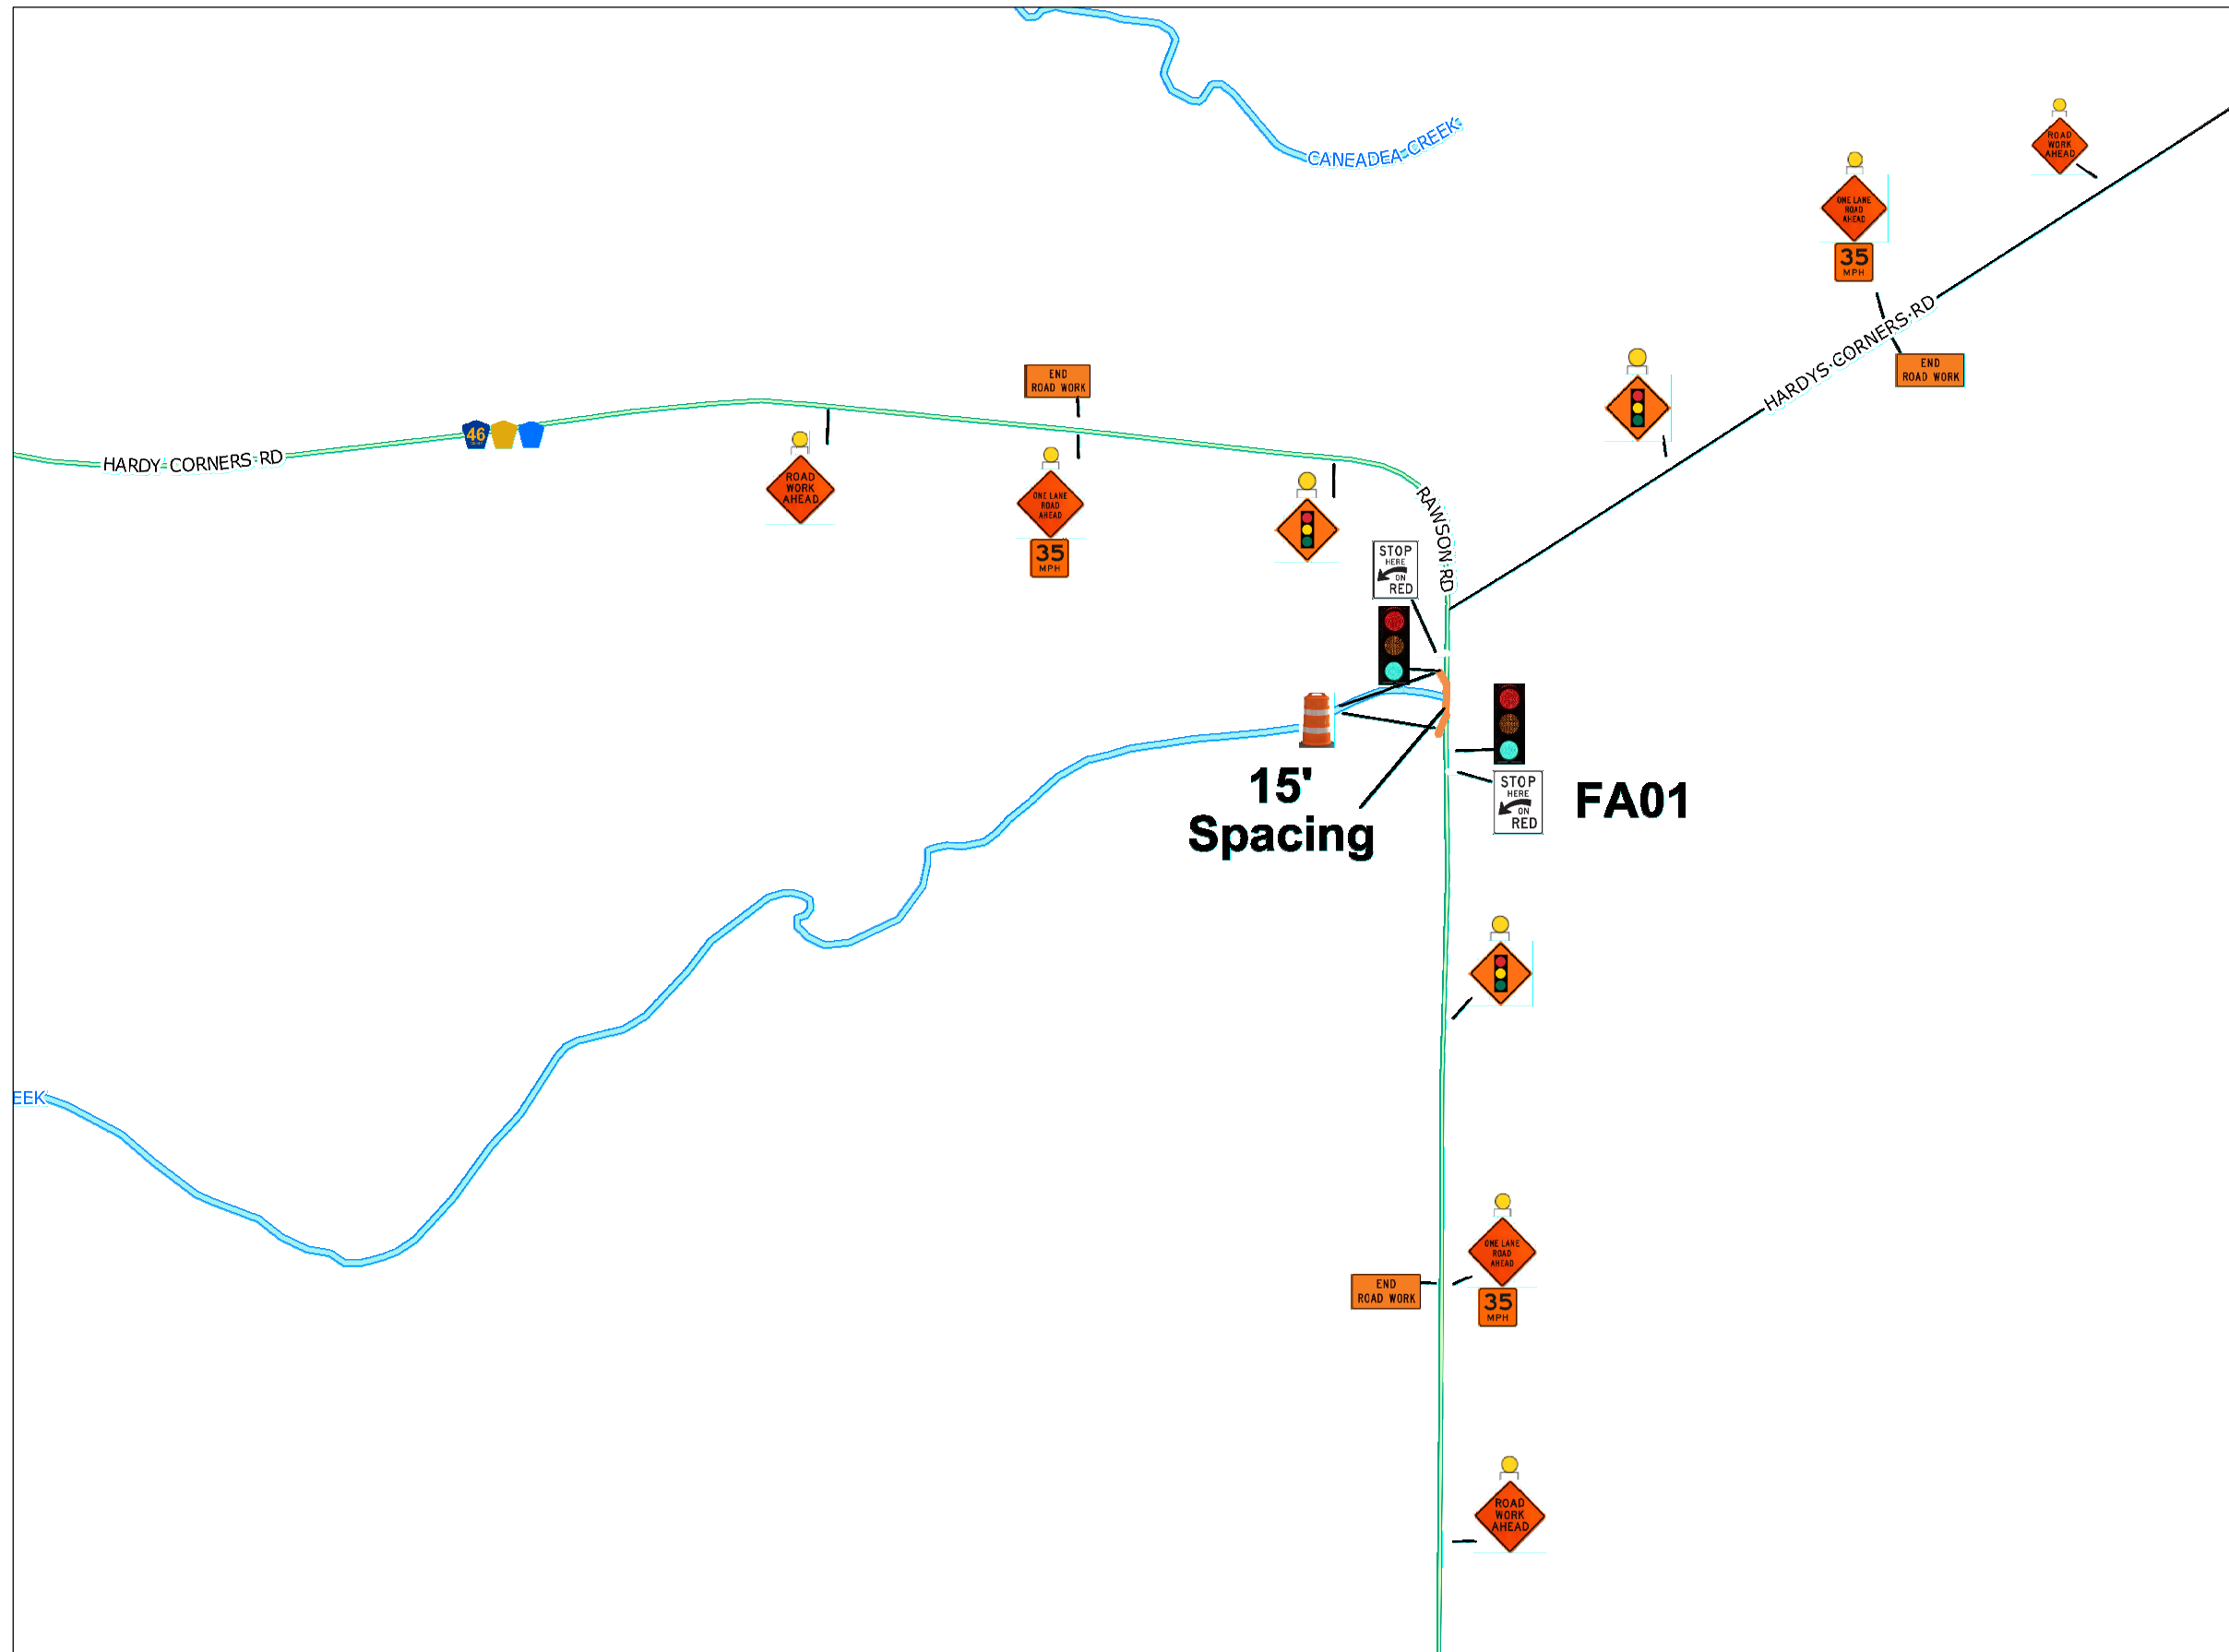 CANEADEA CREEK
ROAD
WORK
AHEAD
ONE LANE
ROAD
AHEAD
35
MPH
HARDYS CORNERS RD
END
ROAD WORK
END
ROAD WORK
46
HARDY CORNERS RD
ROAD
WORK
AHEAD
ONE LANE
ROAD
AHEAD
35
MPH
RAWSON RD
STOP
HERE
ON
RED
15'
Spacing
STOP
HERE
ON
RED
FA01
EEK
ONE LANE
ROAD
AHEAD
35
MPH
END
ROAD WORK
ROAD
WORK
AHEAD